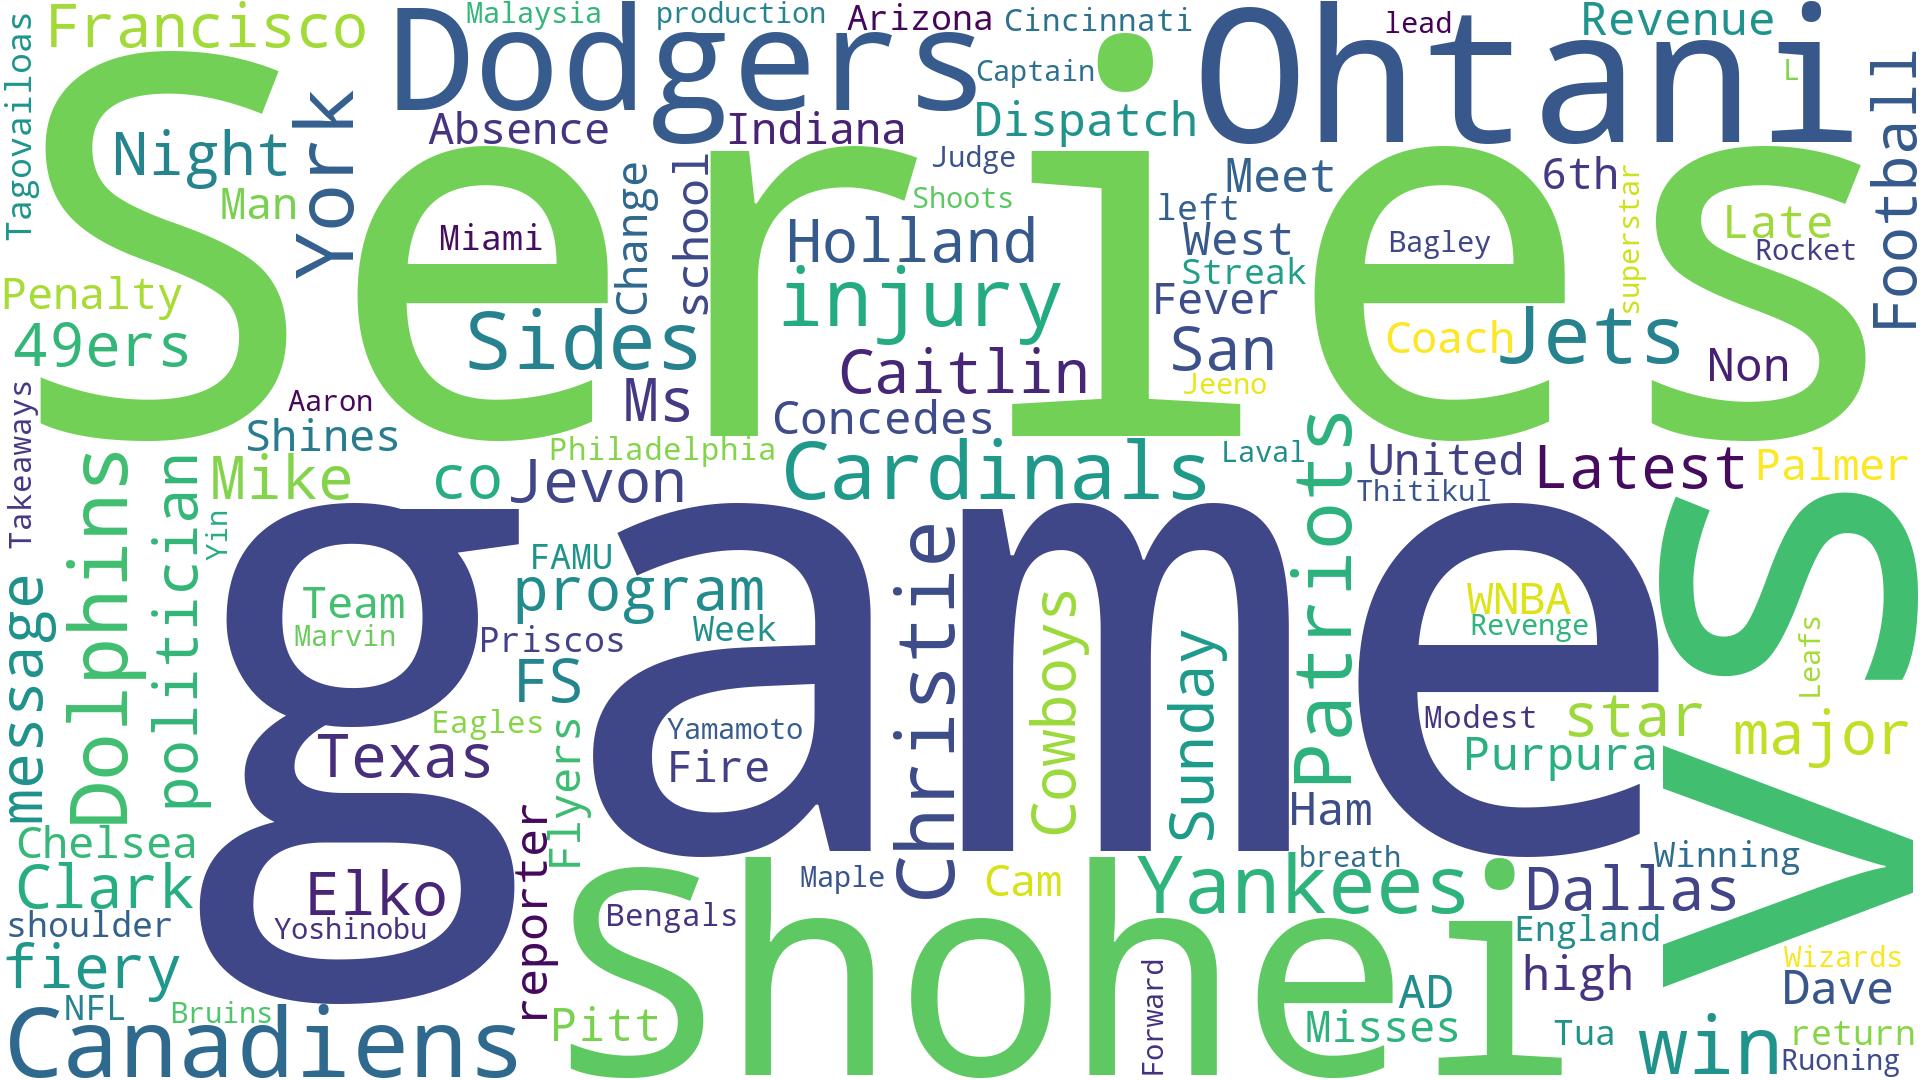 Tagovailoas
Francisco
Dodgers
Malaysia
production
Arizona
Cincinnati
Ohtani
lead
Revenue
L
Captain
Football
York
Night
Absence
Indiana
Dispatch
Series
Man
Miami
Change
school
Judge
Shoots
Meet
6th
superstar
Late
Rocket
left
West
Bagley
Holland
Streak
Penalty
injury
Fever
49ers
Sides
San
Coach
Jets
Non
Caitlin
Ms
Jeeno
Takeaways
Aaron
Shines
Concedes
Philadelphia
Cardinals
Laval
Patriots
United
Latest
Palmer
Mike
co
Jevon
Thitikul
Dolphins
politician
Yin
game
vs
message
FAMU
program
Team
Marvin
Priscos
Week
Christie
Cowboys
Sunday
WNBA
Revenge
Leafs
FS
Eagles
Flyers
Texas
Yamamoto
Fire
Modest
star
major
Purpura
Ham
Chelsea
Clark
Elko
reporter
Maple
Cam
Yankees
breath
Winning
Dallas
shoulder
Yoshinobu
Shohei
Bengals
England
fiery
Wizards
high
Dave
Forward
AD
NFL
Bruins
Canadiens
Pitt
Misses
Tua
win
return
Ruoning